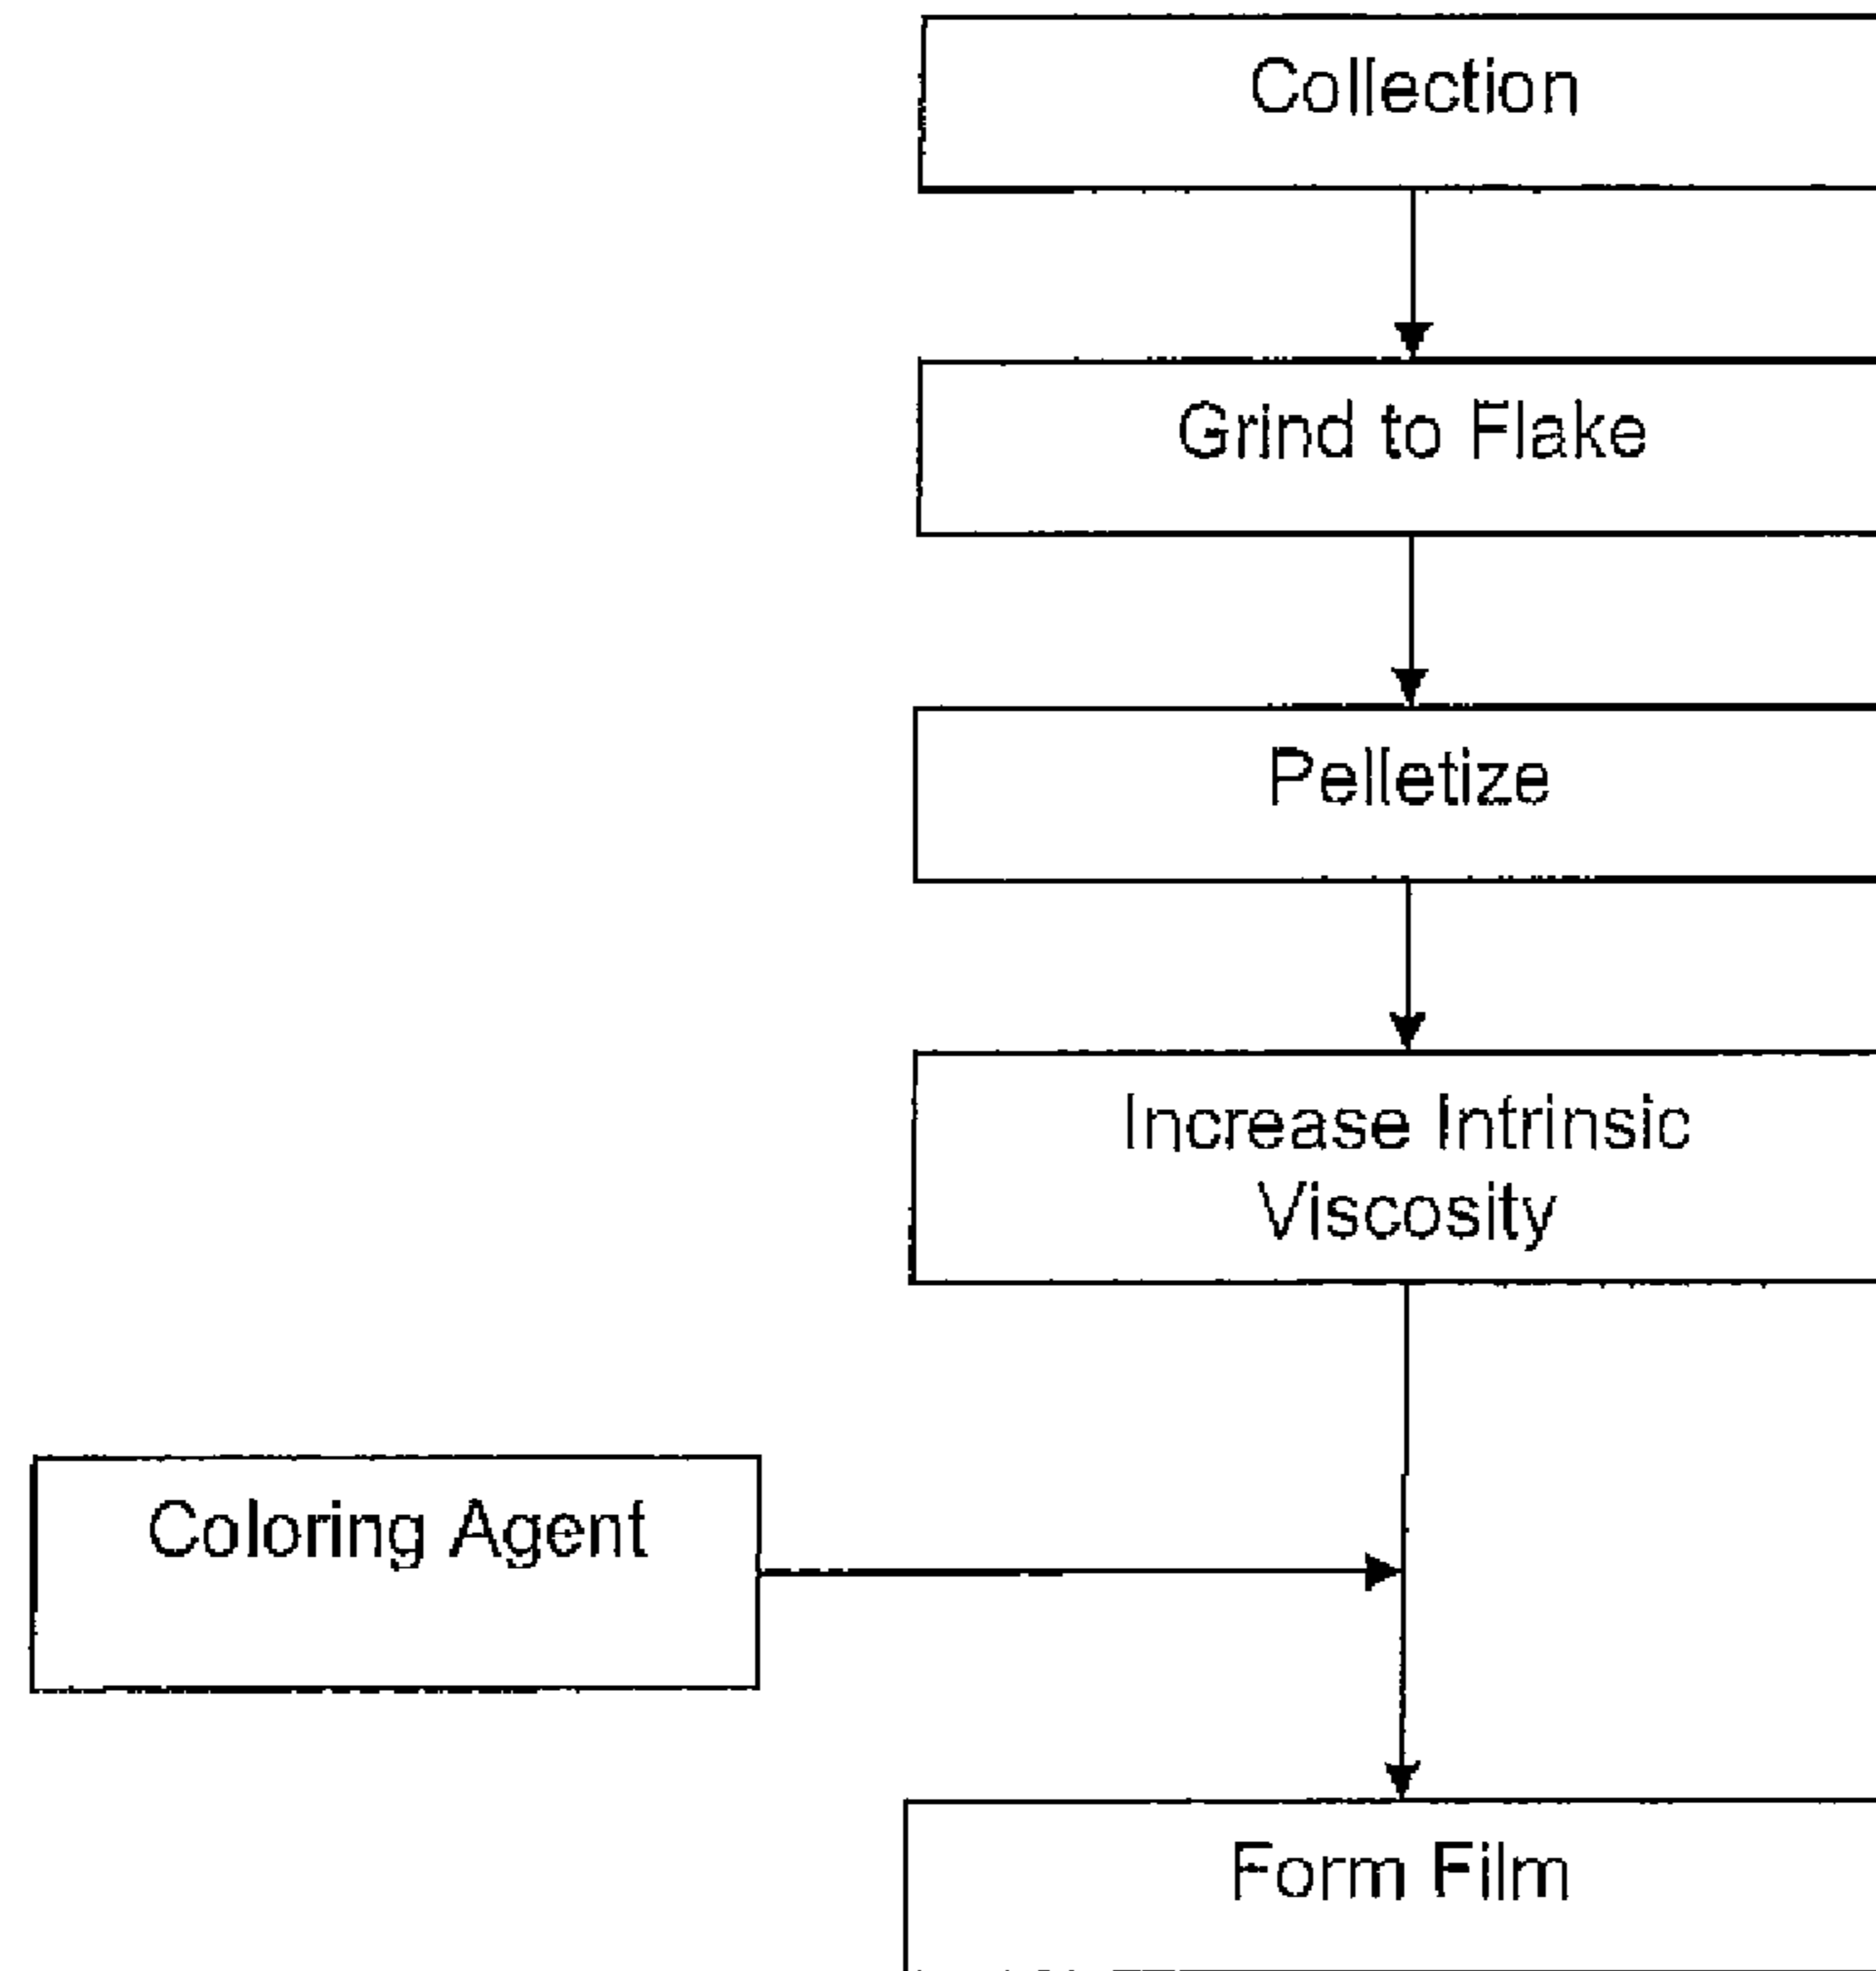 Collection
Grind to Flake
Pelletize
Increase Intrinsic
Viscosity
Coloring Agent
Form Film